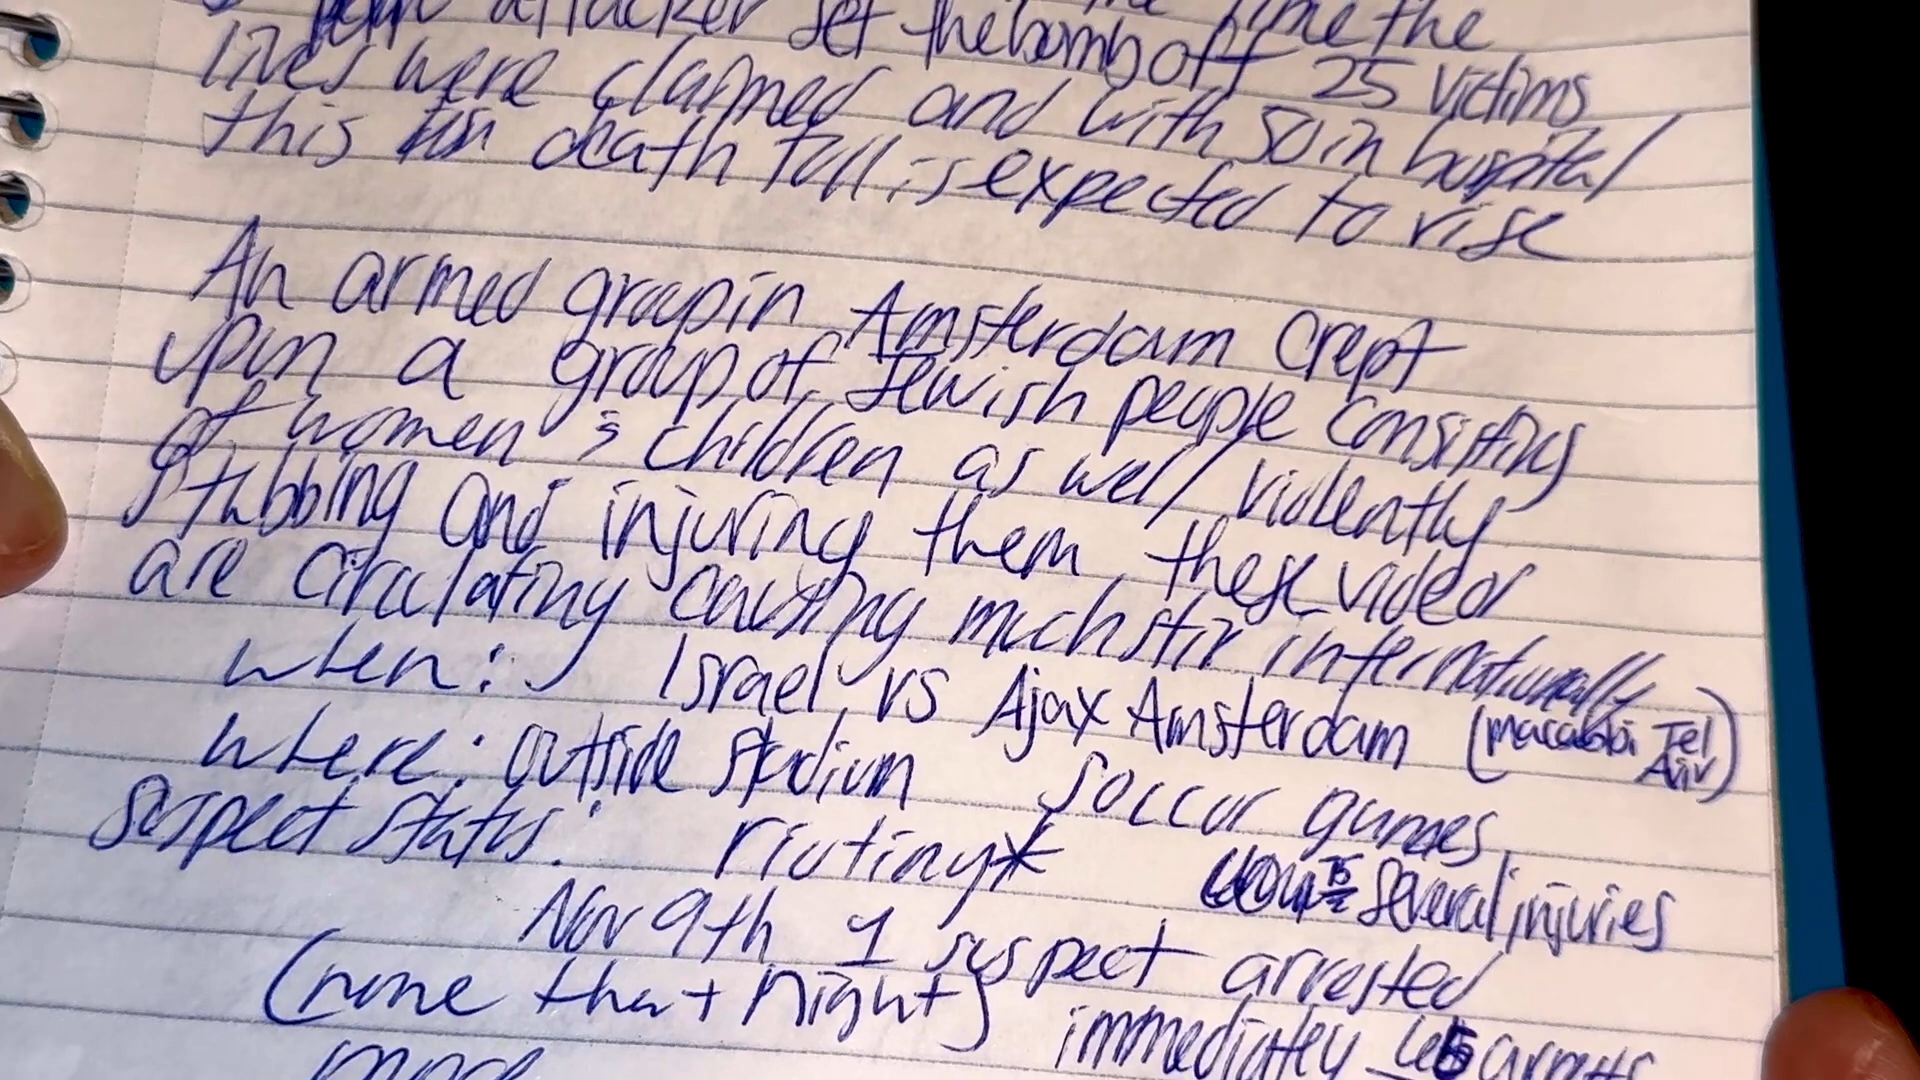 attacker set the bomb off the time the
lives were claimed and with 50 in hospital 25 victims
this death toll is expected to rise
An armed group in Amsterdam crept
upon a group of Jewish people consisting
of women & children as well violently
stabbing and injuring them, these videos
are circulating causing much stir internationally
when: Israel vs Ajax Amsterdam (maccabi Tel Aviv)
where: outside stadium soccer games
suspect status: rioting* several injuries
Nov 9th 1 suspect arrested
(none that night) immediately